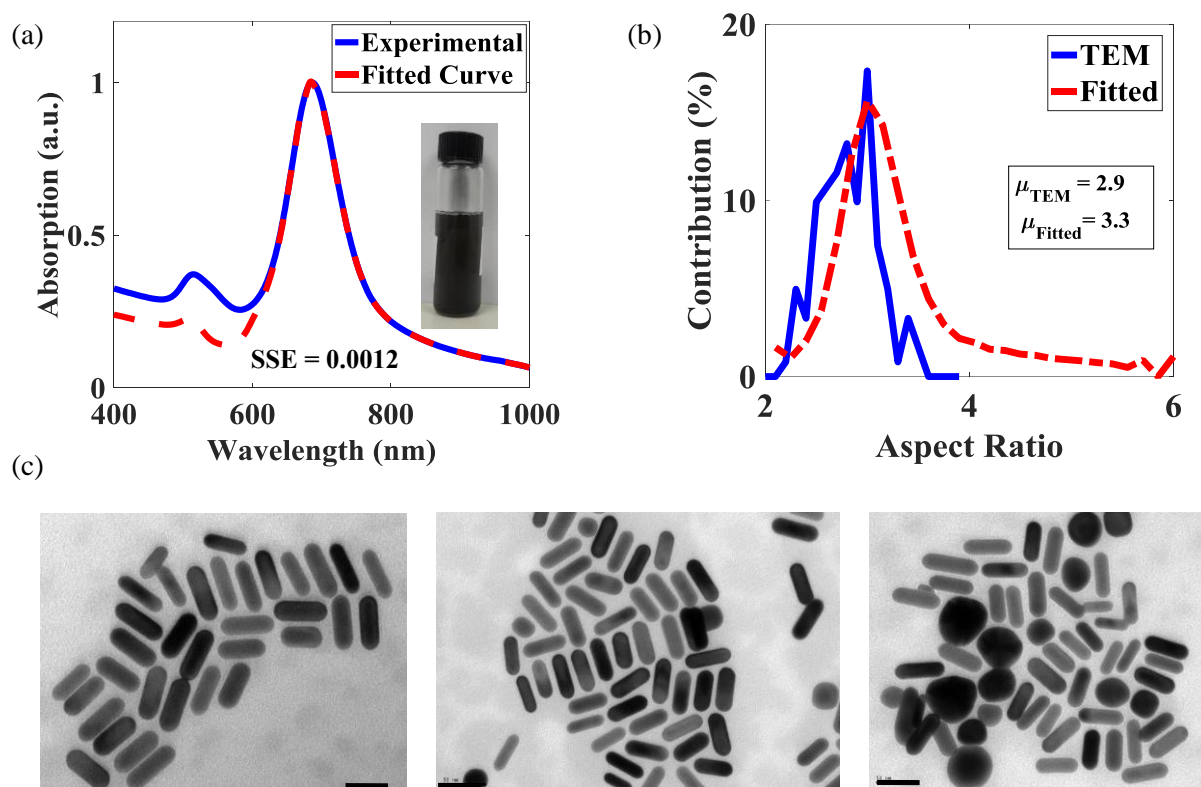 (a)
Experimental
Fitted Curve
1
0.5
0
Absorption (a.u.)
SSE = 0.0012
400
600
800
1000
Wavelength (nm)
(b)
20
10
0
Contribution (%)
TEM
Fitted
μTEM = 2.9
μFitted = 3.3
2
4
6
Aspect Ratio
(c)